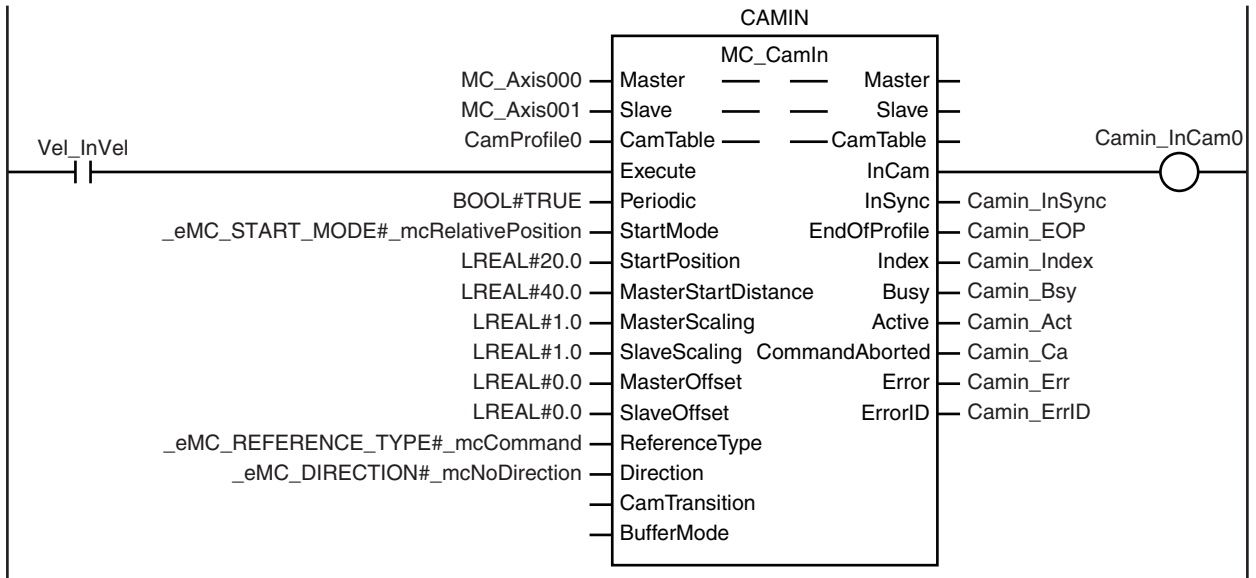 CAMIN
MC_CamIn
MC_Axis000 Master Master
MC_Axis001 Slave Slave
CamProfile0 CamTable CamTable
Vel_InVel Camin_InCam0
Execute InCam
BOOL#TRUE Periodic InSync Camin_InSync
_eMC_START_MODE#_mcRelativePosition StartMode EndOfProfile Camin_EOP
LREAL#20.0 StartPosition Index Camin_Index
LREAL#40.0 MasterStartDistance Busy Camin_Bsy
LREAL#1.0 MasterScaling Active Camin_Act
LREAL#1.0 SlaveScaling CommandAborted Camin_Ca
LREAL#0.0 MasterOffset Error Camin_Err
LREAL#0.0 SlaveOffset ErrorID Camin_ErrID
_eMC_REFERENCE_TYPE#_mcCommand ReferenceType
_eMC_DIRECTION#_mcNoDirection Direction
CamTransition
BufferMode